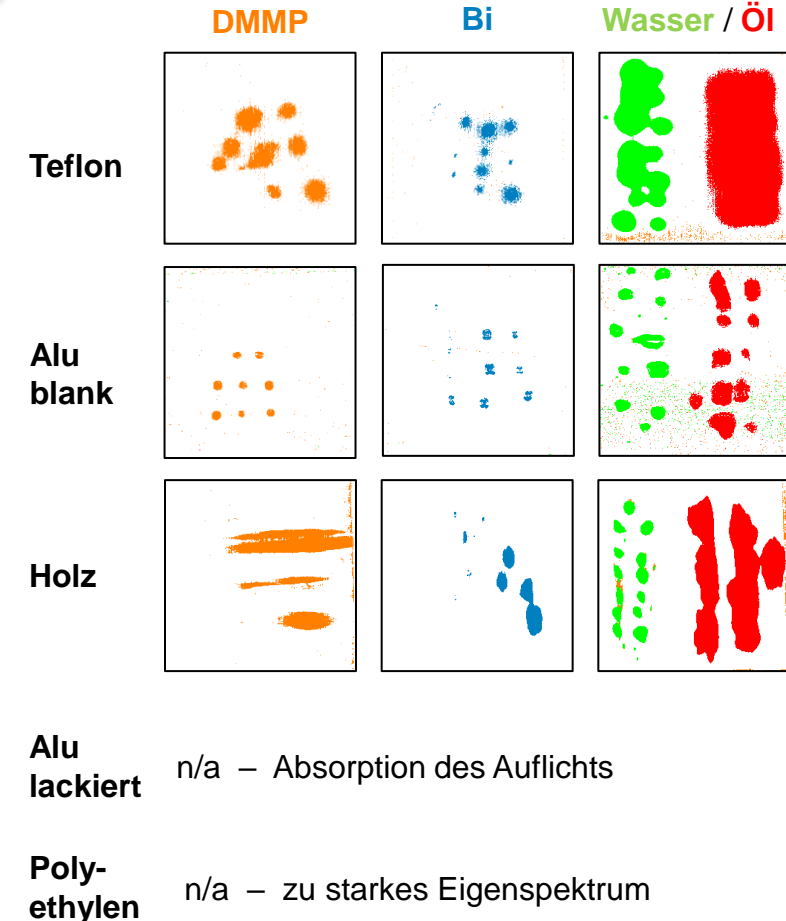 DMMP Bi Wasser / Öl
Teflon
Alu
blank
Holz
Alu
lackiert
n/a – Absorption des Auflichts
Poly-
ethylen
n/a – zu starkes Eigenspektrum